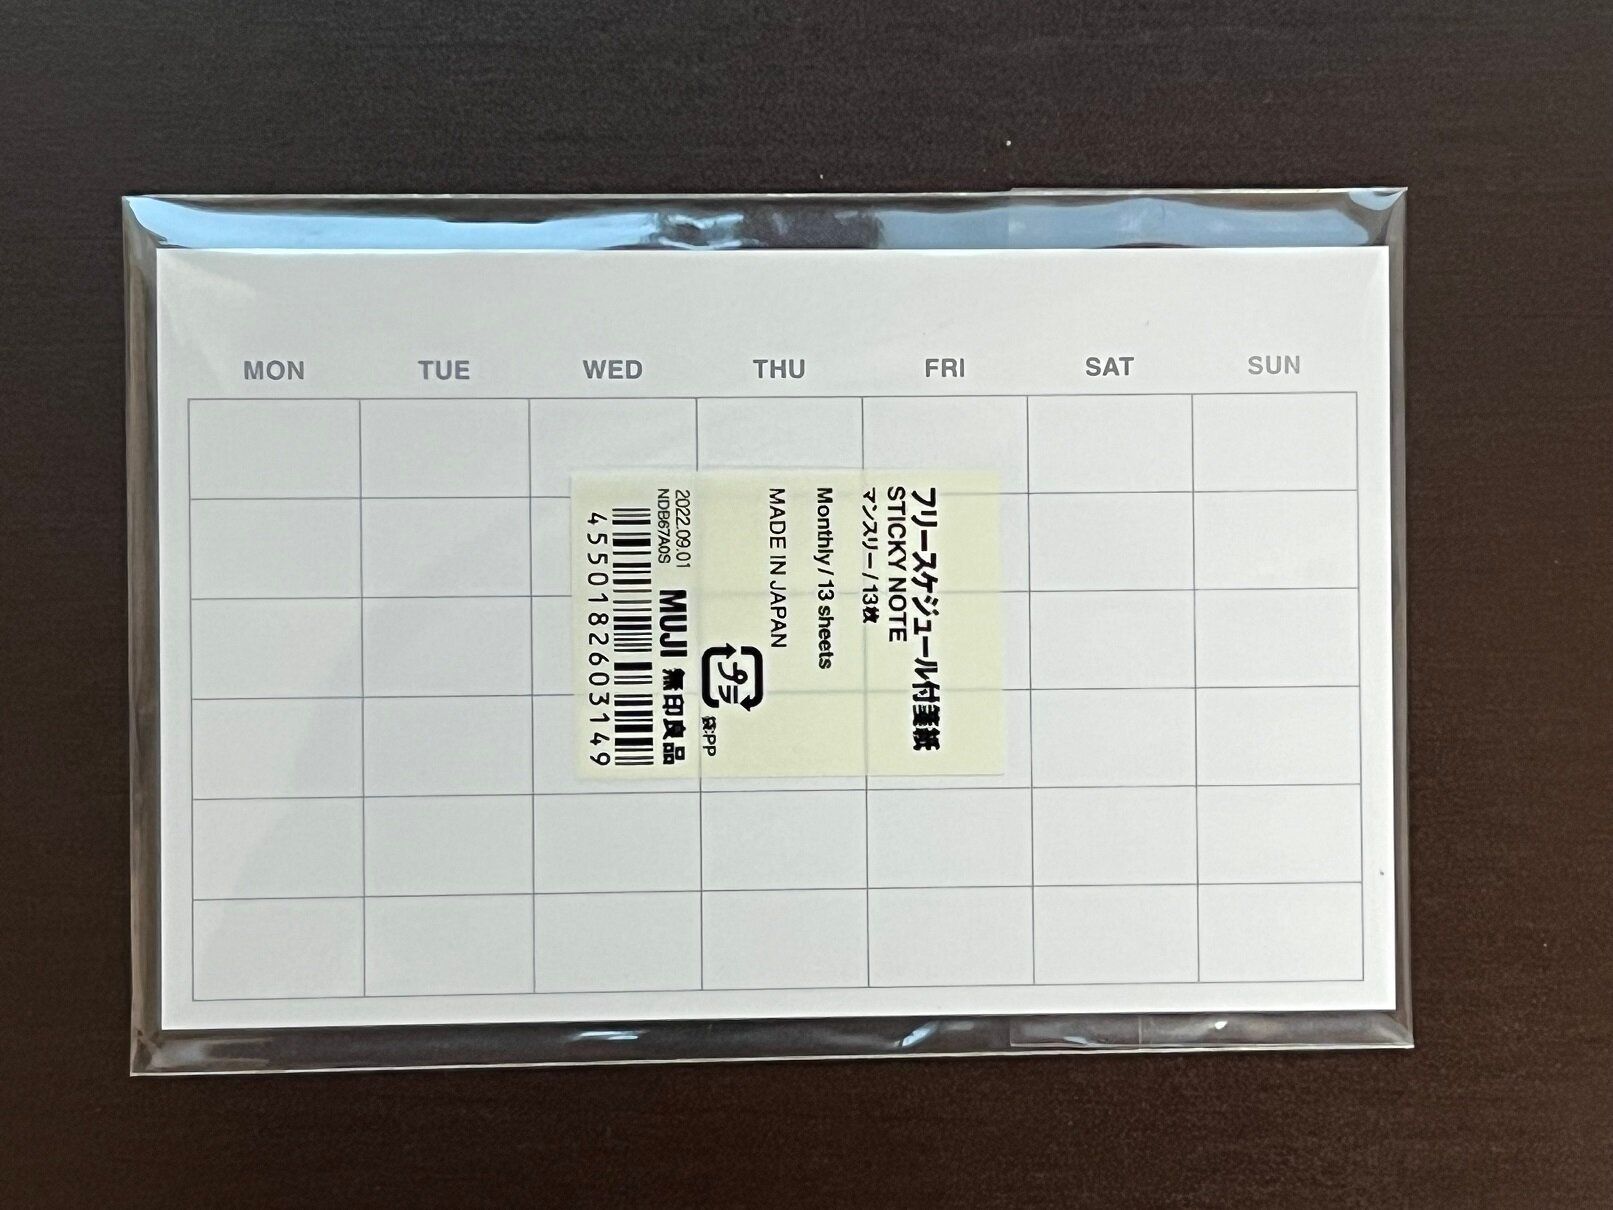 MON TUE WED THU FRI SAT SUN
フリースケジュール付箋紙
STICKY NOTE
マンスリー / 13枚
Monthly / 13 sheets
MADE IN JAPAN
プラ
袋:PP
2022.09.01
NDB67A0S
MUJI 無印良品
4550182603149